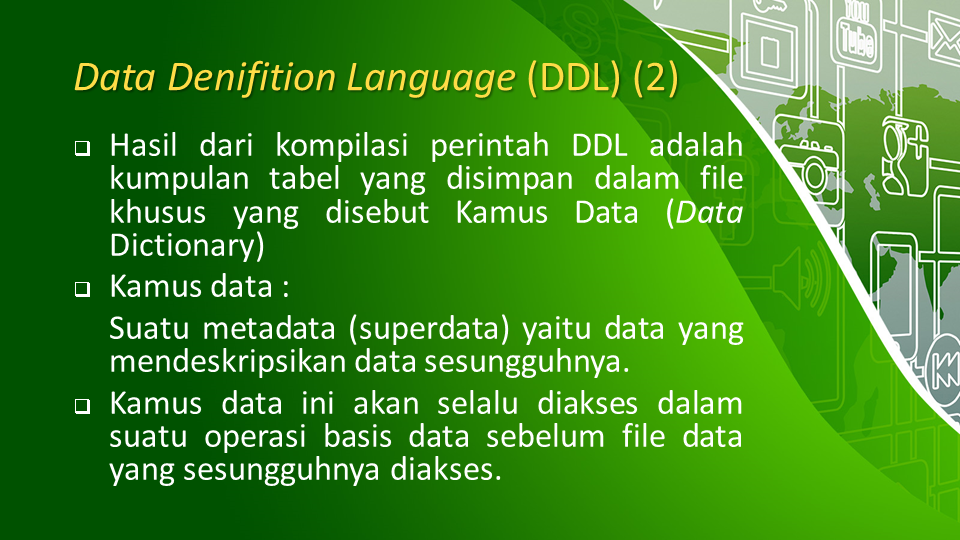 Data Denifition Language (DDL) (2)
Hasil dari kompilasi perintah DDL adalah
kumpulan tabel yang disimpan dalam file
khusus yang disebut Kamus Data (Data
Dictionary)
Kamus data :
Suatu metadata (superdata) yaitu data yang
mendeskripsikan data sesungguhnya.
Kamus data ini akan selalu diakses dalam
suatu operasi basis data sebelum file data
yang sesungguhnya diakses.
You
Tube